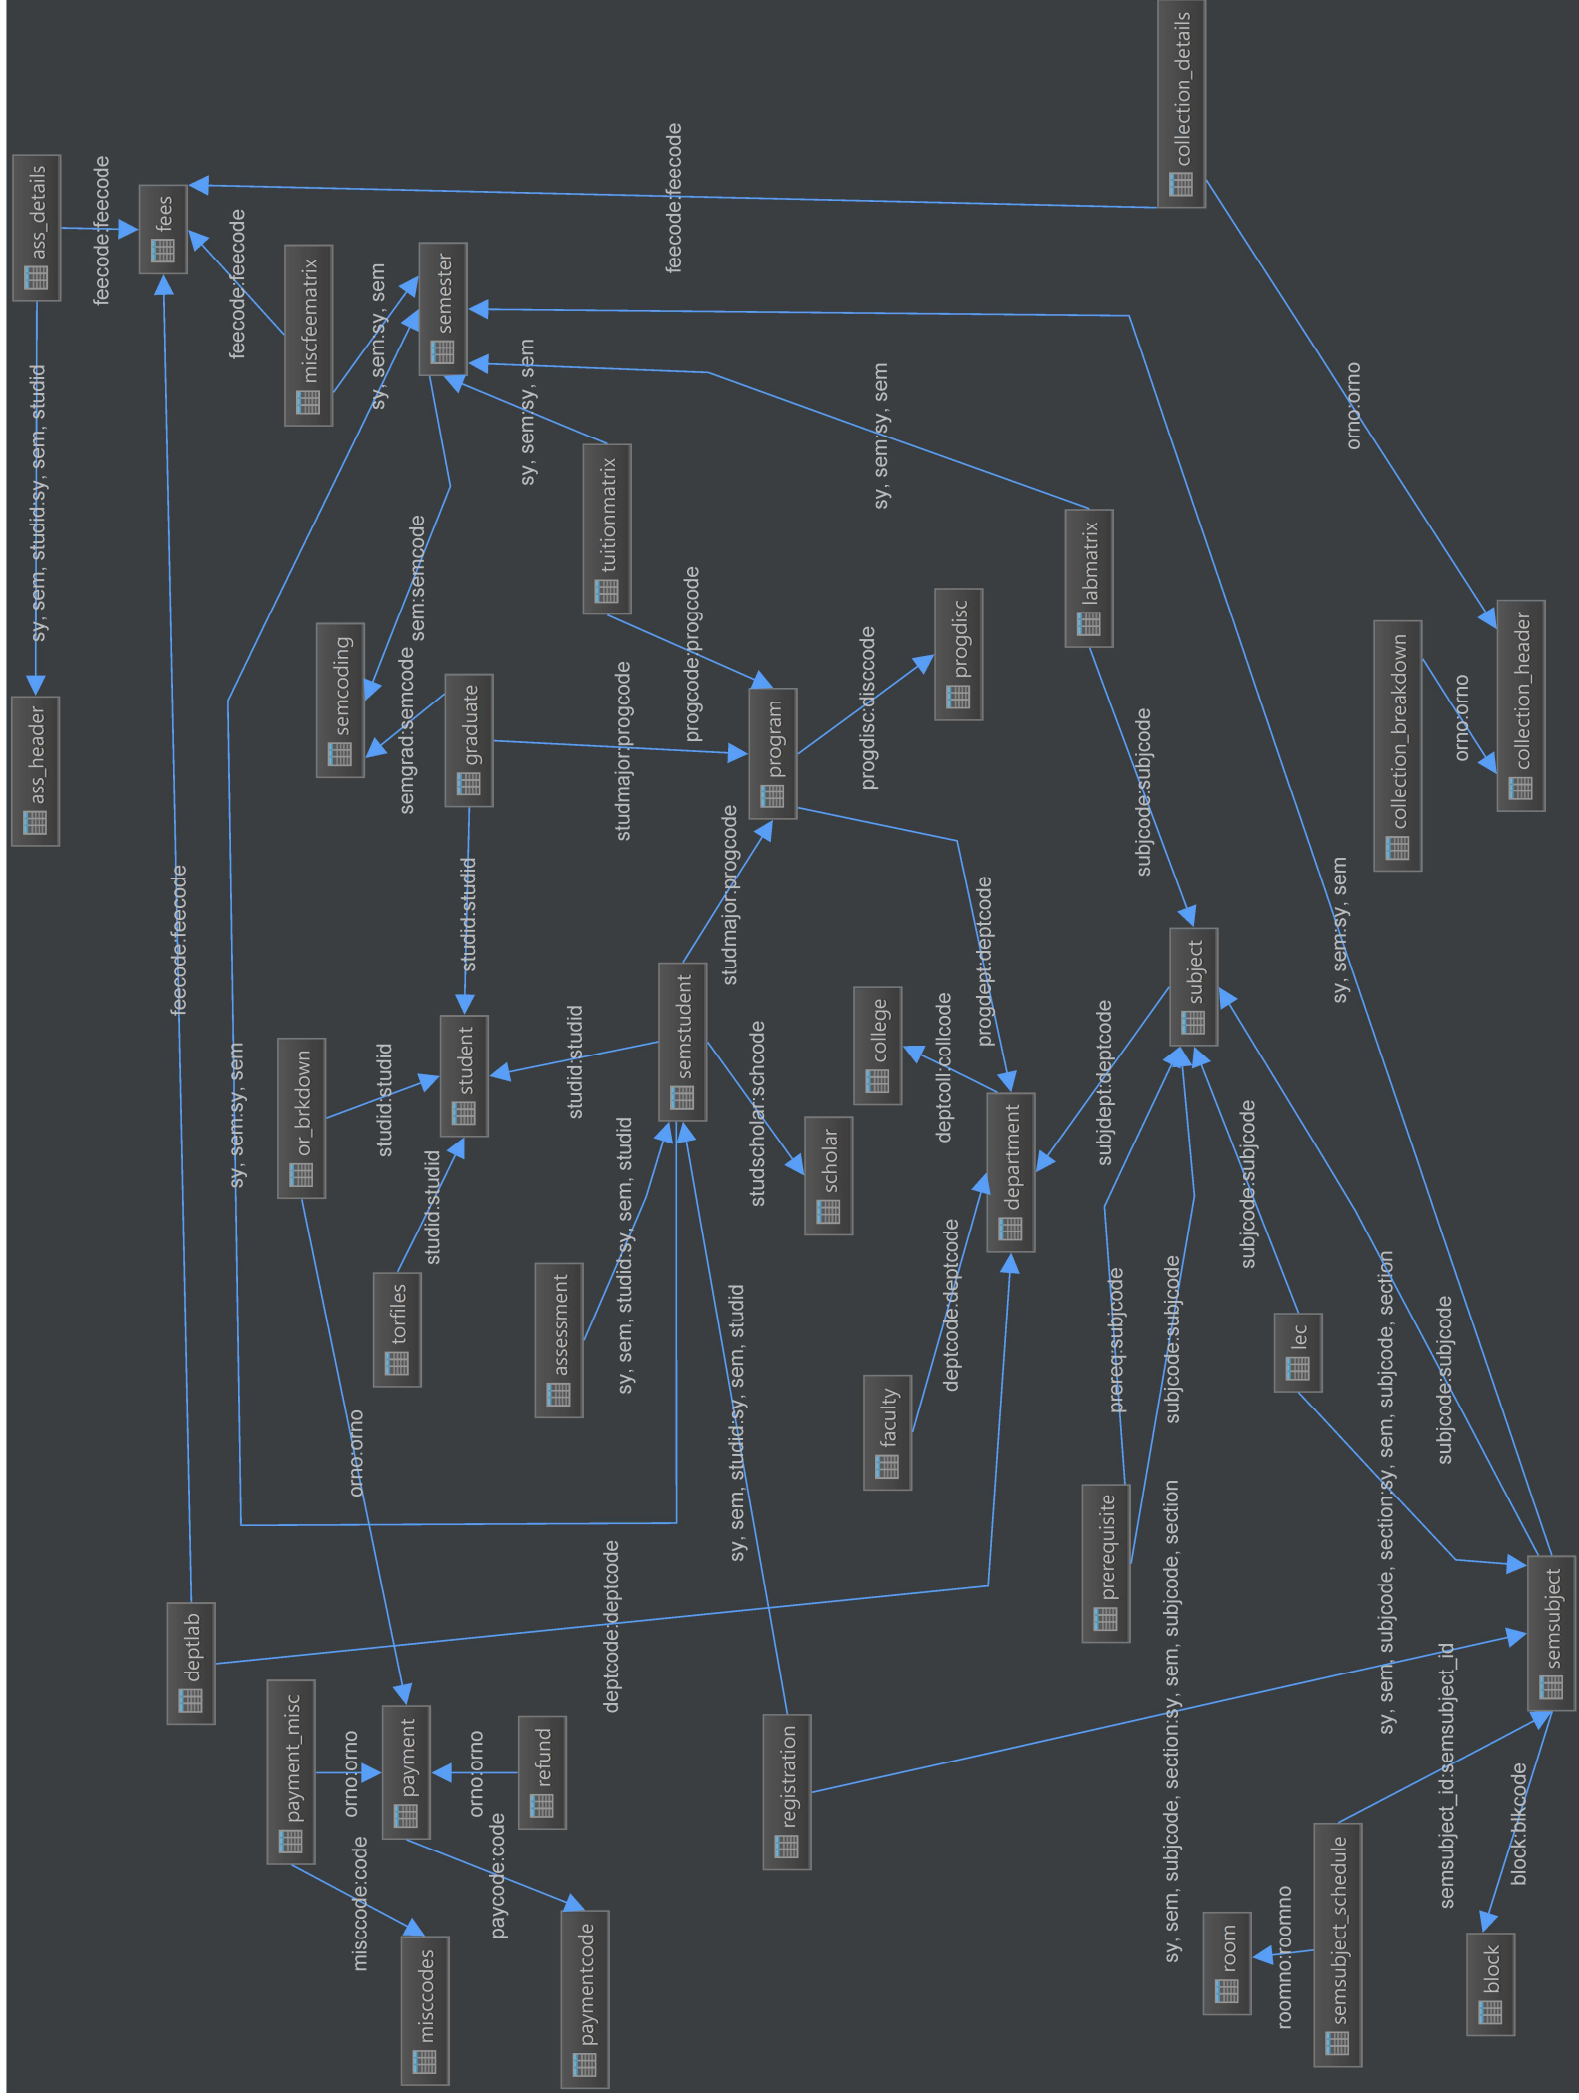 misccodes
paymentcode
misccode:code
paycode:code
payment_misc
orno:orno
payment
orno:orno
refund
deptlab
feecode:feecode
deptcode:deptcode
orno:orno
or_brkdown
torfiles
studid:studid
studid:studid
student
studid:studid
sy, sem:sy, sem
assessment
sy, sem, studid:sy, sem, studid
registration
sy, sem, studid:sy, sem, studid
semstudent
studid:studid
studscholar:schcode
scholar
studmajor:progcode
ass_header
sy, sem, studid:sy, sem, studid
ass_details
feecode:feecode
fees
feecode:feecode
miscfeematrix
sy, sem:sy, sem
semester
sem:semcode
semcoding
semgrad:semcode
graduate
studmajor:progcode
sy, sem:sy, sem
tuitionmatrix
progcode:progcode
program
progdisc:disccode
progdisc
progdept:deptcode
college
deptcoll:collcode
department
deptcode:deptcode
faculty
subjdept:deptcode
subject
subjcode:subjcode
labmatrix
sy, sem:sy, sem
feecode:feecode
collection_details
orno:orno
collection_breakdown
orno:orno
collection_header
prereq:subjcode
subjcode:subjcode
prerequisite
subjcode:subjcode
lec
sy, sem, subjcode, section:sy, sem, subjcode, section
sy, sem, subjcode, section:sy, sem, subjcode, section
subjcode:subjcode
sy, sem:sy, sem
semsubject
semsubject_id:semsubject_id
block:blkcode
room
roomno:roomno
semsubject_schedule
block